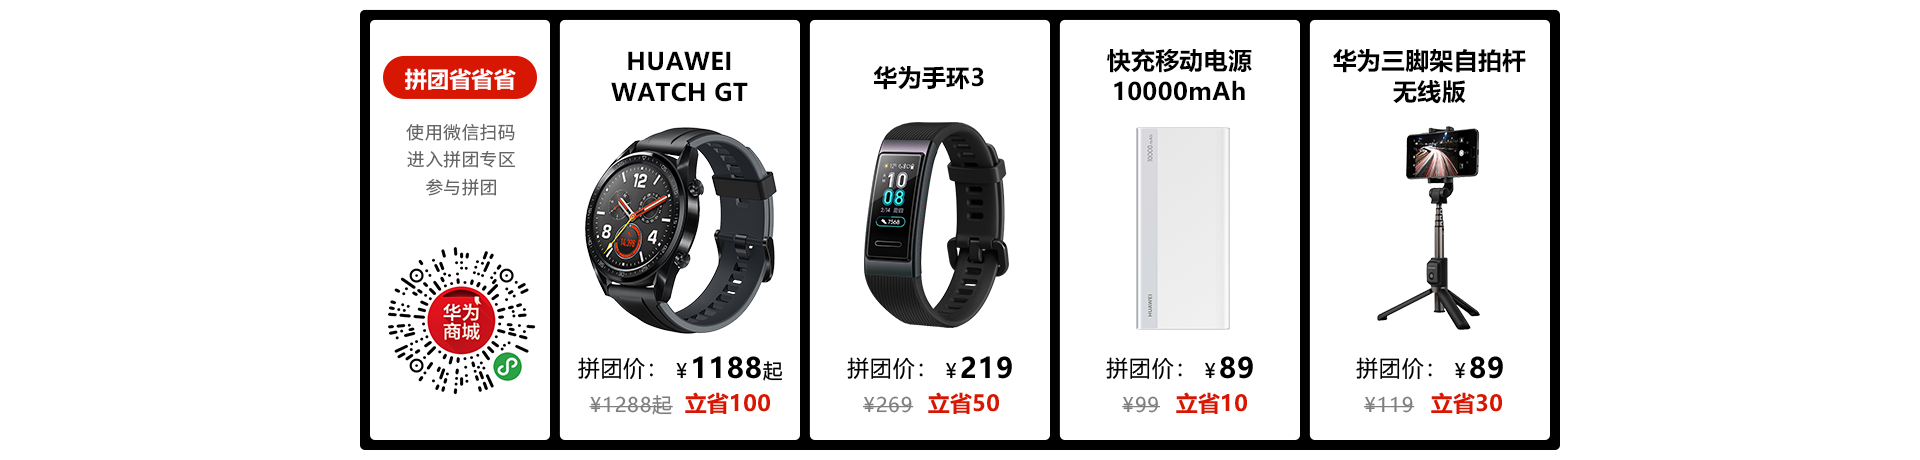 拼团省省省
使用微信扫码
进入拼团专区
参与拼团
华为
商城
HUAWEI
WATCH GT
12
8
4
拼团价：¥1188起
¥1288起 立省100
华为手环3
10
08
7568
拼团价：¥219
¥269 立省50
快充移动电源
10000mAh
10000mAh
HUAWEI
拼团价：¥89
¥99 立省10
华为三脚架自拍杆
无线版
拼团价：¥89
¥119 立省30